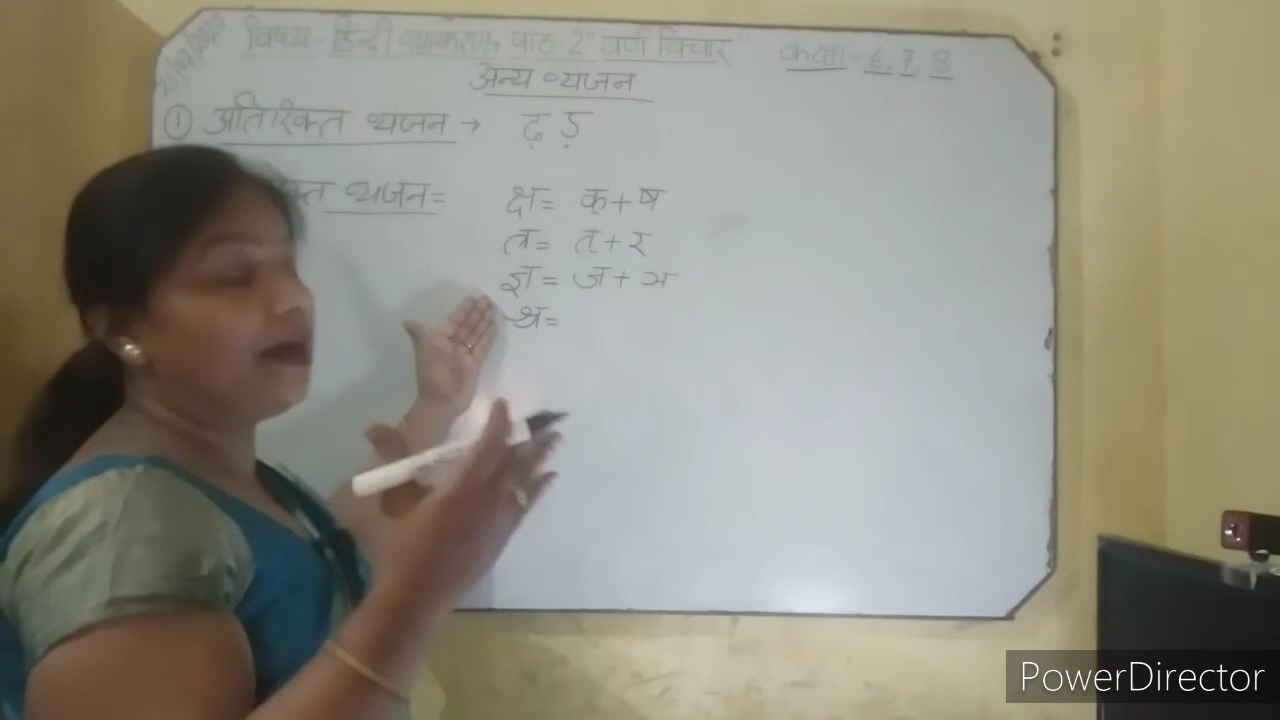 विषय - हिन्दी व्याकरण पाठ-2 "वर्ण विचार" कक्षा - 6, 7, 8
अन्य व्यंजन
① अतिरिक्त व्यंजन → ढ़ ड़
क्त व्यंजन = क्ष = क् + ष
त्र = त् + र
ज्ञ = ज + ञ
श्र =
PowerDirector